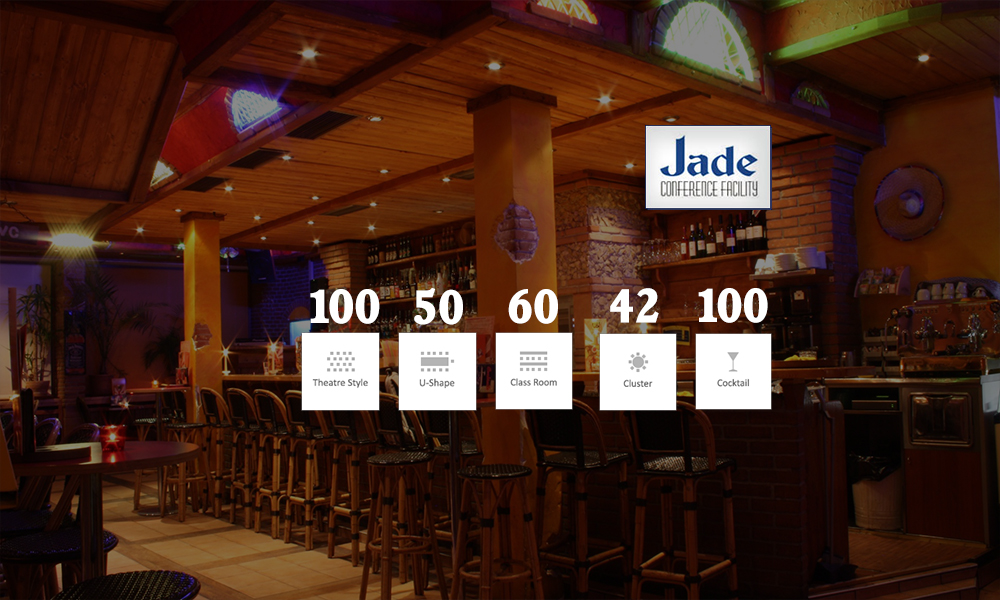 Jade
CONFERENCE FACILITY
100 50 60 42 100
Theatre Style U-Shape Class Room Cluster Cocktail